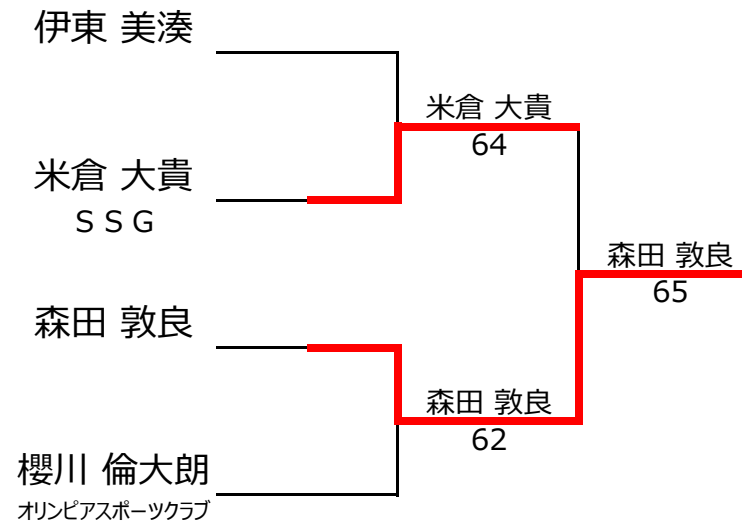 伊東 美湊
米倉 大貴
64
米倉 大貴
ＳＳＧ
森田 敦良
65
森田 敦良
森田 敦良
62
櫻川 倫大朗
オリンピアスポーツクラブ